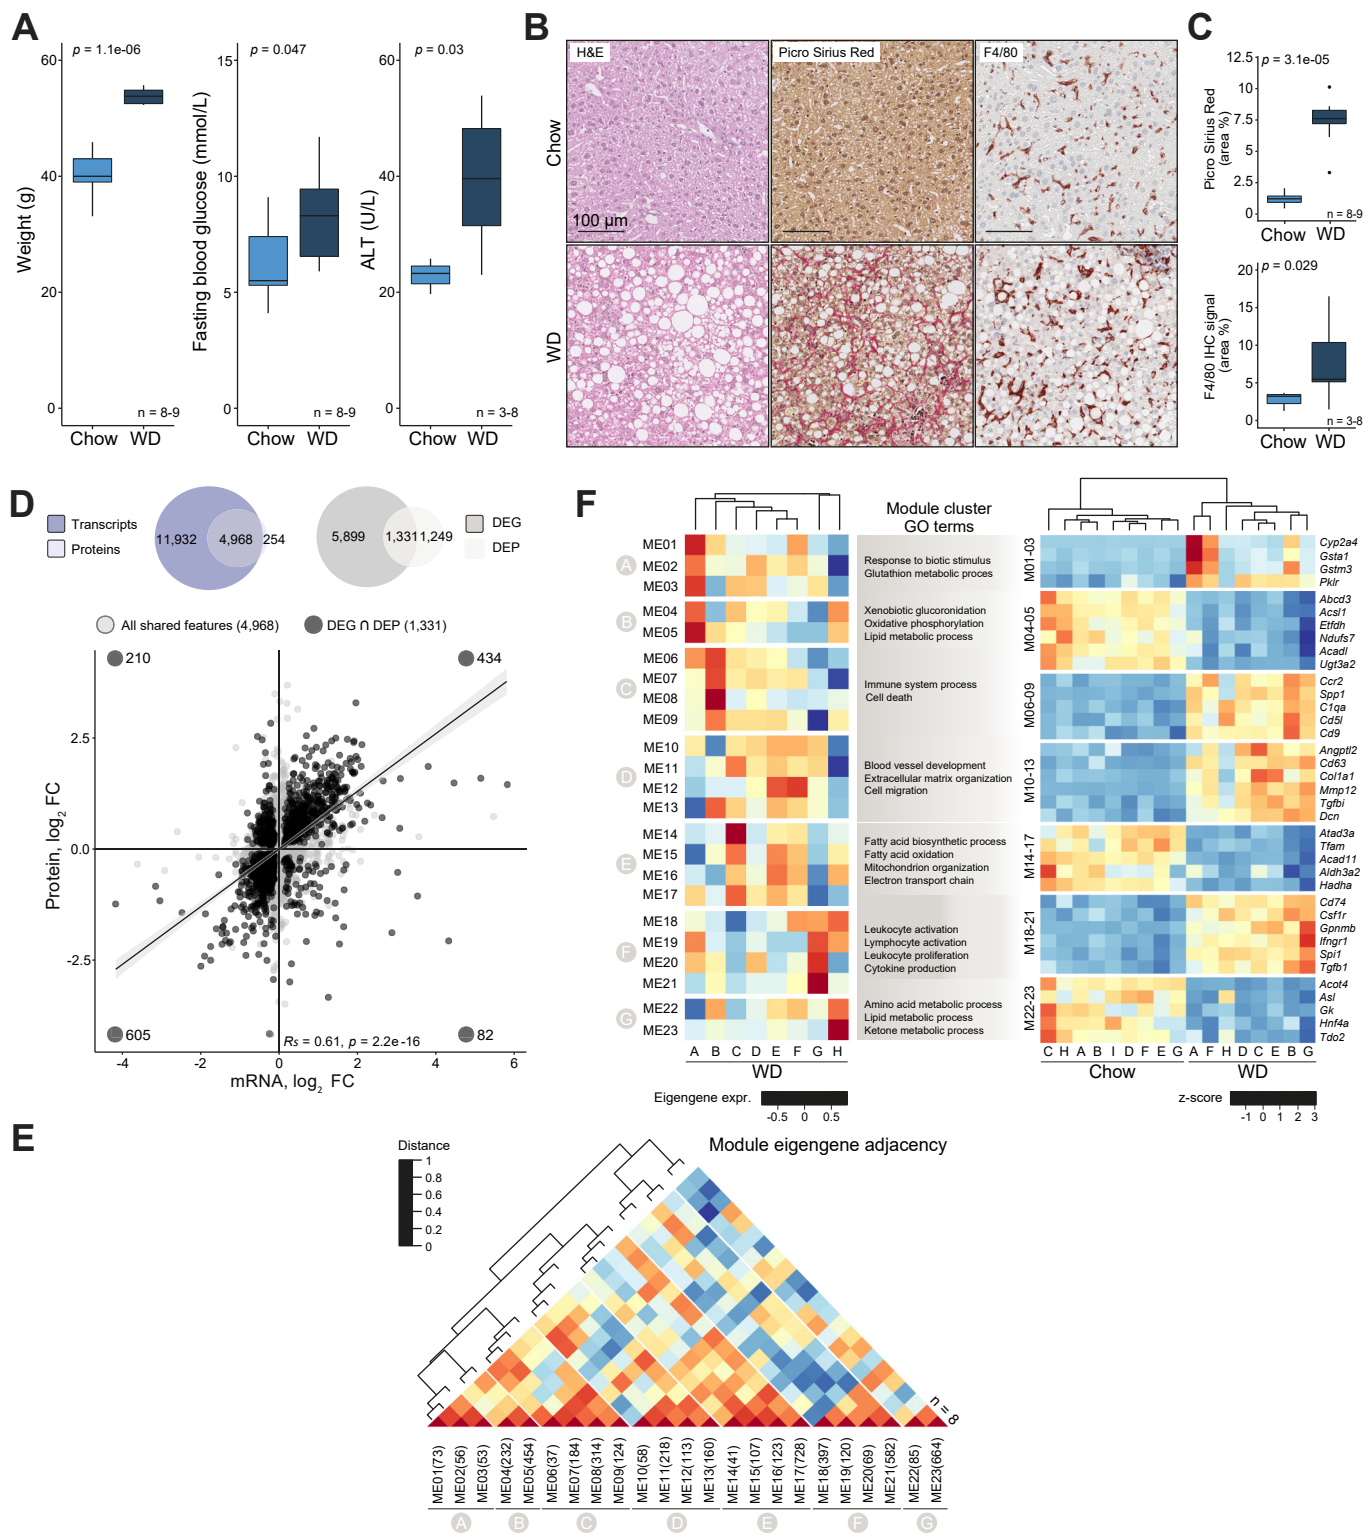 A
p = 1.1e-06
60
40
20
0
Weight (g)
n = 8-9
Chow WD
p = 0.047
15
10
5
0
Fasting blood glucose (mmol/L)
n = 8-9
Chow WD
p = 0.03
60
40
20
0
ALT (U/L)
n = 3-8
Chow WD
B
H&E
Picro Sirius Red
F4/80
Chow
100 µm
WD
C
12.5
p = 3.1e-05
10
7.5
5
2.5
0
Picro Sirius Red
(area %)
n = 8-9
Chow WD
20
p = 0.029
15
10
5
0
F4/80 IHC signal
(area %)
n = 3-8
Chow WD
D
Transcripts
Proteins
11,932 4,968 254
5,899 1,331 1,249
DEG
DEP
All shared features (4,968)
DEG ∩ DEP (1,331)
210
434
2.5
0.0
-2.5
Protein, log2 FC
605
Rs = 0.61, p = 2.2e-16
82
-4 -2 0 2 4 6
mRNA, log2 FC
F
Module cluster
GO terms
A
ME01
ME02
ME03
Response to biotic stimulus
Glutathion metabolic proces
B
ME04
ME05
Xenobiotic glucoronidation
Oxidative phosphorylation
Lipid metabolic process
C
ME06
ME07
ME08
ME09
Immune system process
Cell death
D
ME10
ME11
ME12
ME13
Blood vessel development
Extracellular matrix organization
Cell migration
E
ME14
ME15
ME16
ME17
Fatty acid biosynthetic process
Fatty acid oxidation
Mitochondrion organization
Electron transport chain
F
ME18
ME19
ME20
ME21
Leukocyte activation
Lymphocyte activation
Leukocyte proliferation
Cytokine production
G
ME22
ME23
Amino acid metabolic process
Lipid metabolic process
Ketone metabolic process
A B C D E F G H
WD
Eigengene expr.
-0.5 0 0.5
M01-03
Cyp2a4
Gsta1
Gstm3
Pklr
M04-05
Abcd3
Acsl1
Etfdh
Ndufs7
Acadl
Ugt3a2
M06-09
Ccr2
Spp1
C1qa
Cd5l
Cd9
M10-13
Angptl2
Cd63
Col1a1
Mmp12
Tgfbi
Dcn
M14-17
Atad3a
Tfam
Acad11
Aldh3a2
Hadha
M18-21
Cd74
Csf1r
Gpnmb
Ifngr1
Spi1
Tgfb1
M22-23
Acot4
Asl
Gk
Hnf4a
Tdo2
C H A B I D F E G A F H D C E B G
Chow WD
z-score
-1 0 1 2 3
E
Distance
1
0.8
0.6
0.4
0.2
0
Module eigengene adjacency
n = 8
ME01(73)
ME02(56)
ME03(53)
ME04(232)
ME05(454)
ME06(37)
ME07(184)
ME08(314)
ME09(124)
ME10(58)
ME11(218)
ME12(113)
ME13(160)
ME14(41)
ME15(107)
ME16(123)
ME17(728)
ME18(397)
ME19(120)
ME20(69)
ME21(582)
ME22(85)
ME23(664)
A B C D E F G